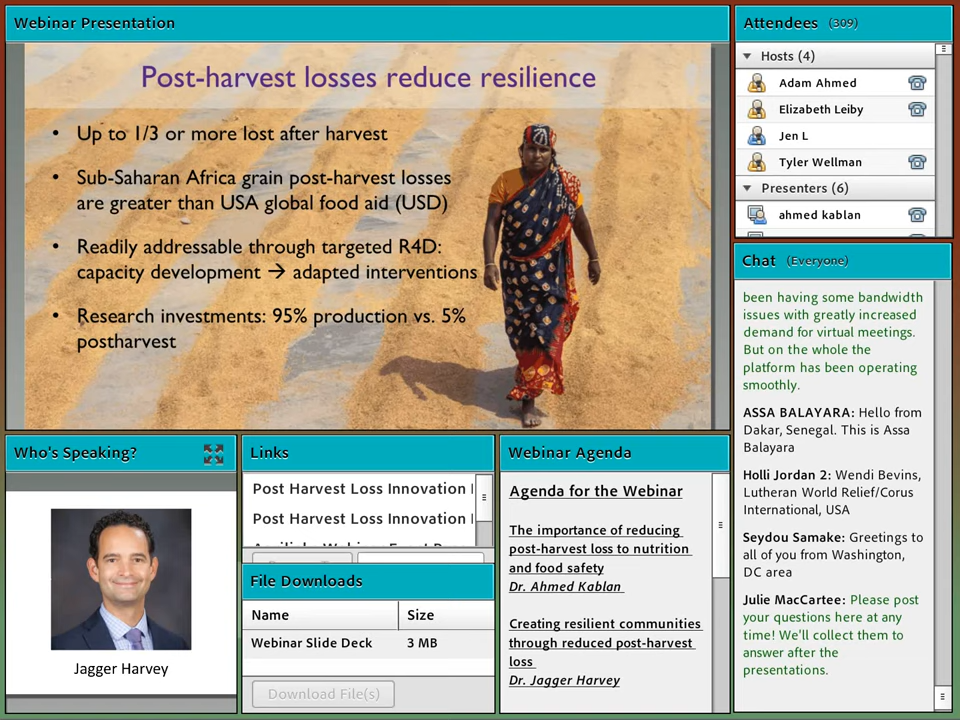 Webinar Presentation
Post-harvest losses reduce resilience
• Up to 1/3 or more lost after harvest
• Sub-Saharan Africa grain post-harvest losses
are greater than USA global food aid (USD)
• Readily addressable through targeted R4D:
capacity development → adapted interventions
• Research investments: 95% production vs. 5%
postharvest
Attendees (309)
Hosts (4)
Adam Ahmed
Elizabeth Leiby
Jen L
Tyler Wellman
Presenters (6)
ahmed kablan
Chat (Everyone)
been having some bandwidth
issues with greatly increased
demand for virtual meetings.
But on the whole the
platform has been operating
smoothly.
ASSA BALAYARA: Hello from
Dakar, Senegal. This is Assa
Balayara
Holli Jordan 2: Wendi Bevins,
Lutheran World Relief/Corus
International, USA
Seydou Samake: Greetings to
all of you from Washington,
DC area
Julie MacCartee: Please post
your questions here at any
time! We'll collect them to
answer after the
presentations.
Who's Speaking?
Jagger Harvey
Links
Post Harvest Loss Innovation
Post Harvest Loss Innovation
File Downloads
Name Size
Webinar Slide Deck 3 MB
Download File(s)
Webinar Agenda
Agenda for the Webinar
The importance of reducing
post-harvest loss to nutrition
and food safety
Dr. Ahmed Kablan
Creating resilient communities
through reduced post-harvest
loss
Dr. Jagger Harvey